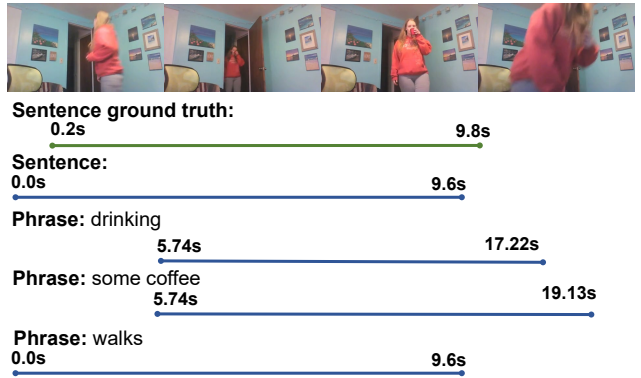 Sentence ground truth:
0.2s 9.8s
Sentence:
0.0s 9.6s
Phrase: drinking
5.74s 17.22s
Phrase: some coffee
5.74s 19.13s
Phrase: walks
0.0s 9.6s